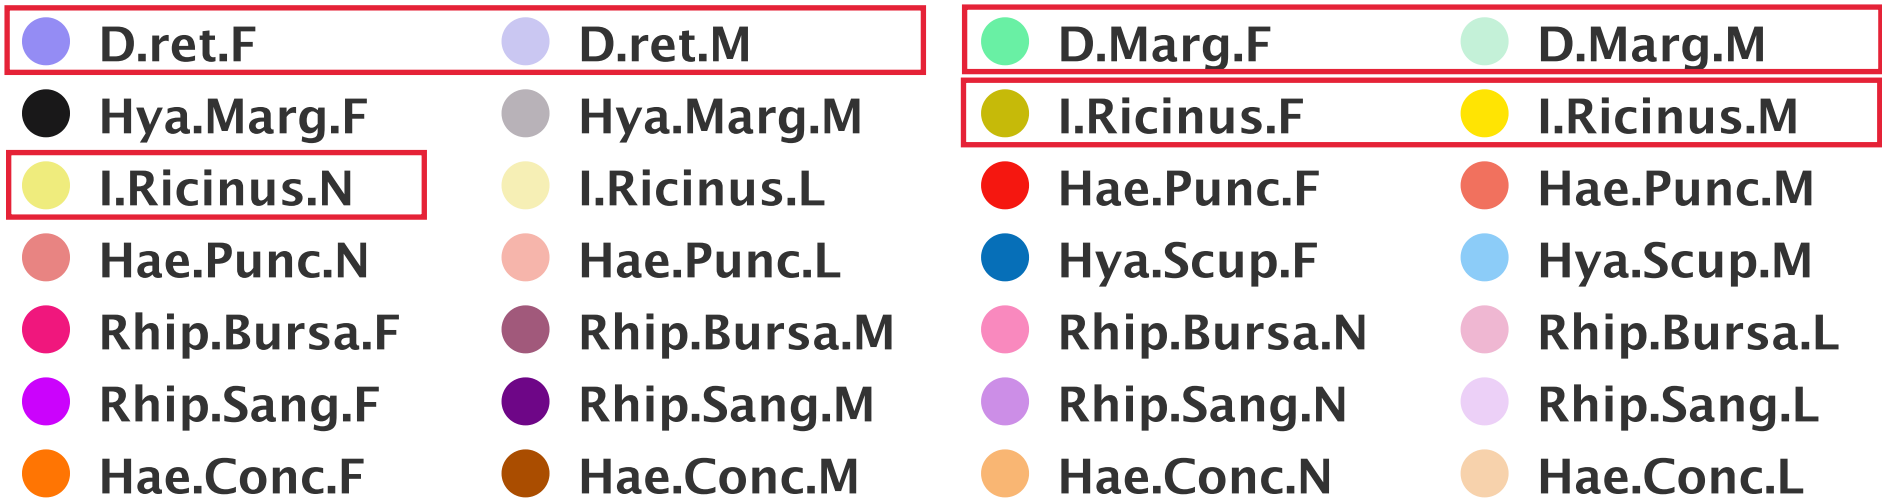 D.ret.F D.ret.M D.Marg.F D.Marg.M
Hya.Marg.F Hya.Marg.M I.Ricinus.F I.Ricinus.M
I.Ricinus.N I.Ricinus.L Hae.Punc.F Hae.Punc.M
Hae.Punc.N Hae.Punc.L Hya.Scup.F Hya.Scup.M
Rhip.Bursa.F Rhip.Bursa.M Rhip.Bursa.N Rhip.Bursa.L
Rhip.Sang.F Rhip.Sang.M Rhip.Sang.N Rhip.Sang.L
Hae.Conc.F Hae.Conc.M Hae.Conc.N Hae.Conc.L